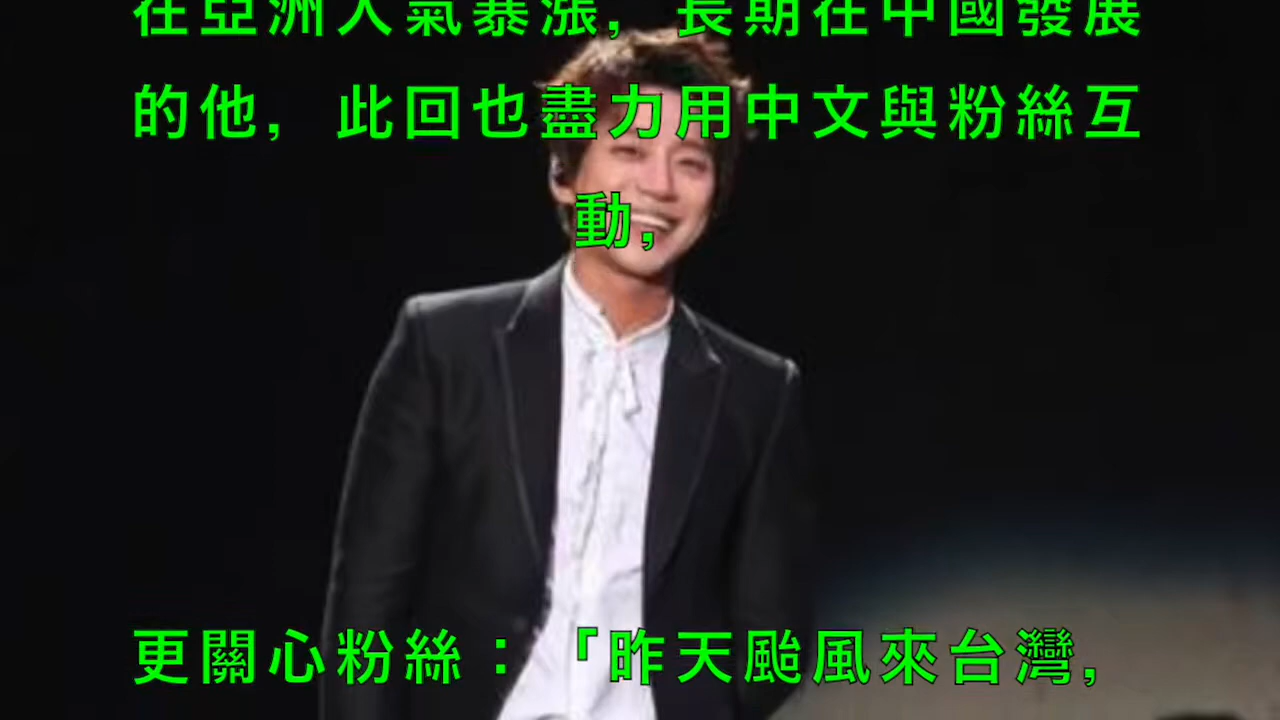 在亞洲人氣暴漲，長期在中國發展
的他，此回也盡力用中文與粉絲互
動，
更關心粉絲：「昨天颱風來台灣，